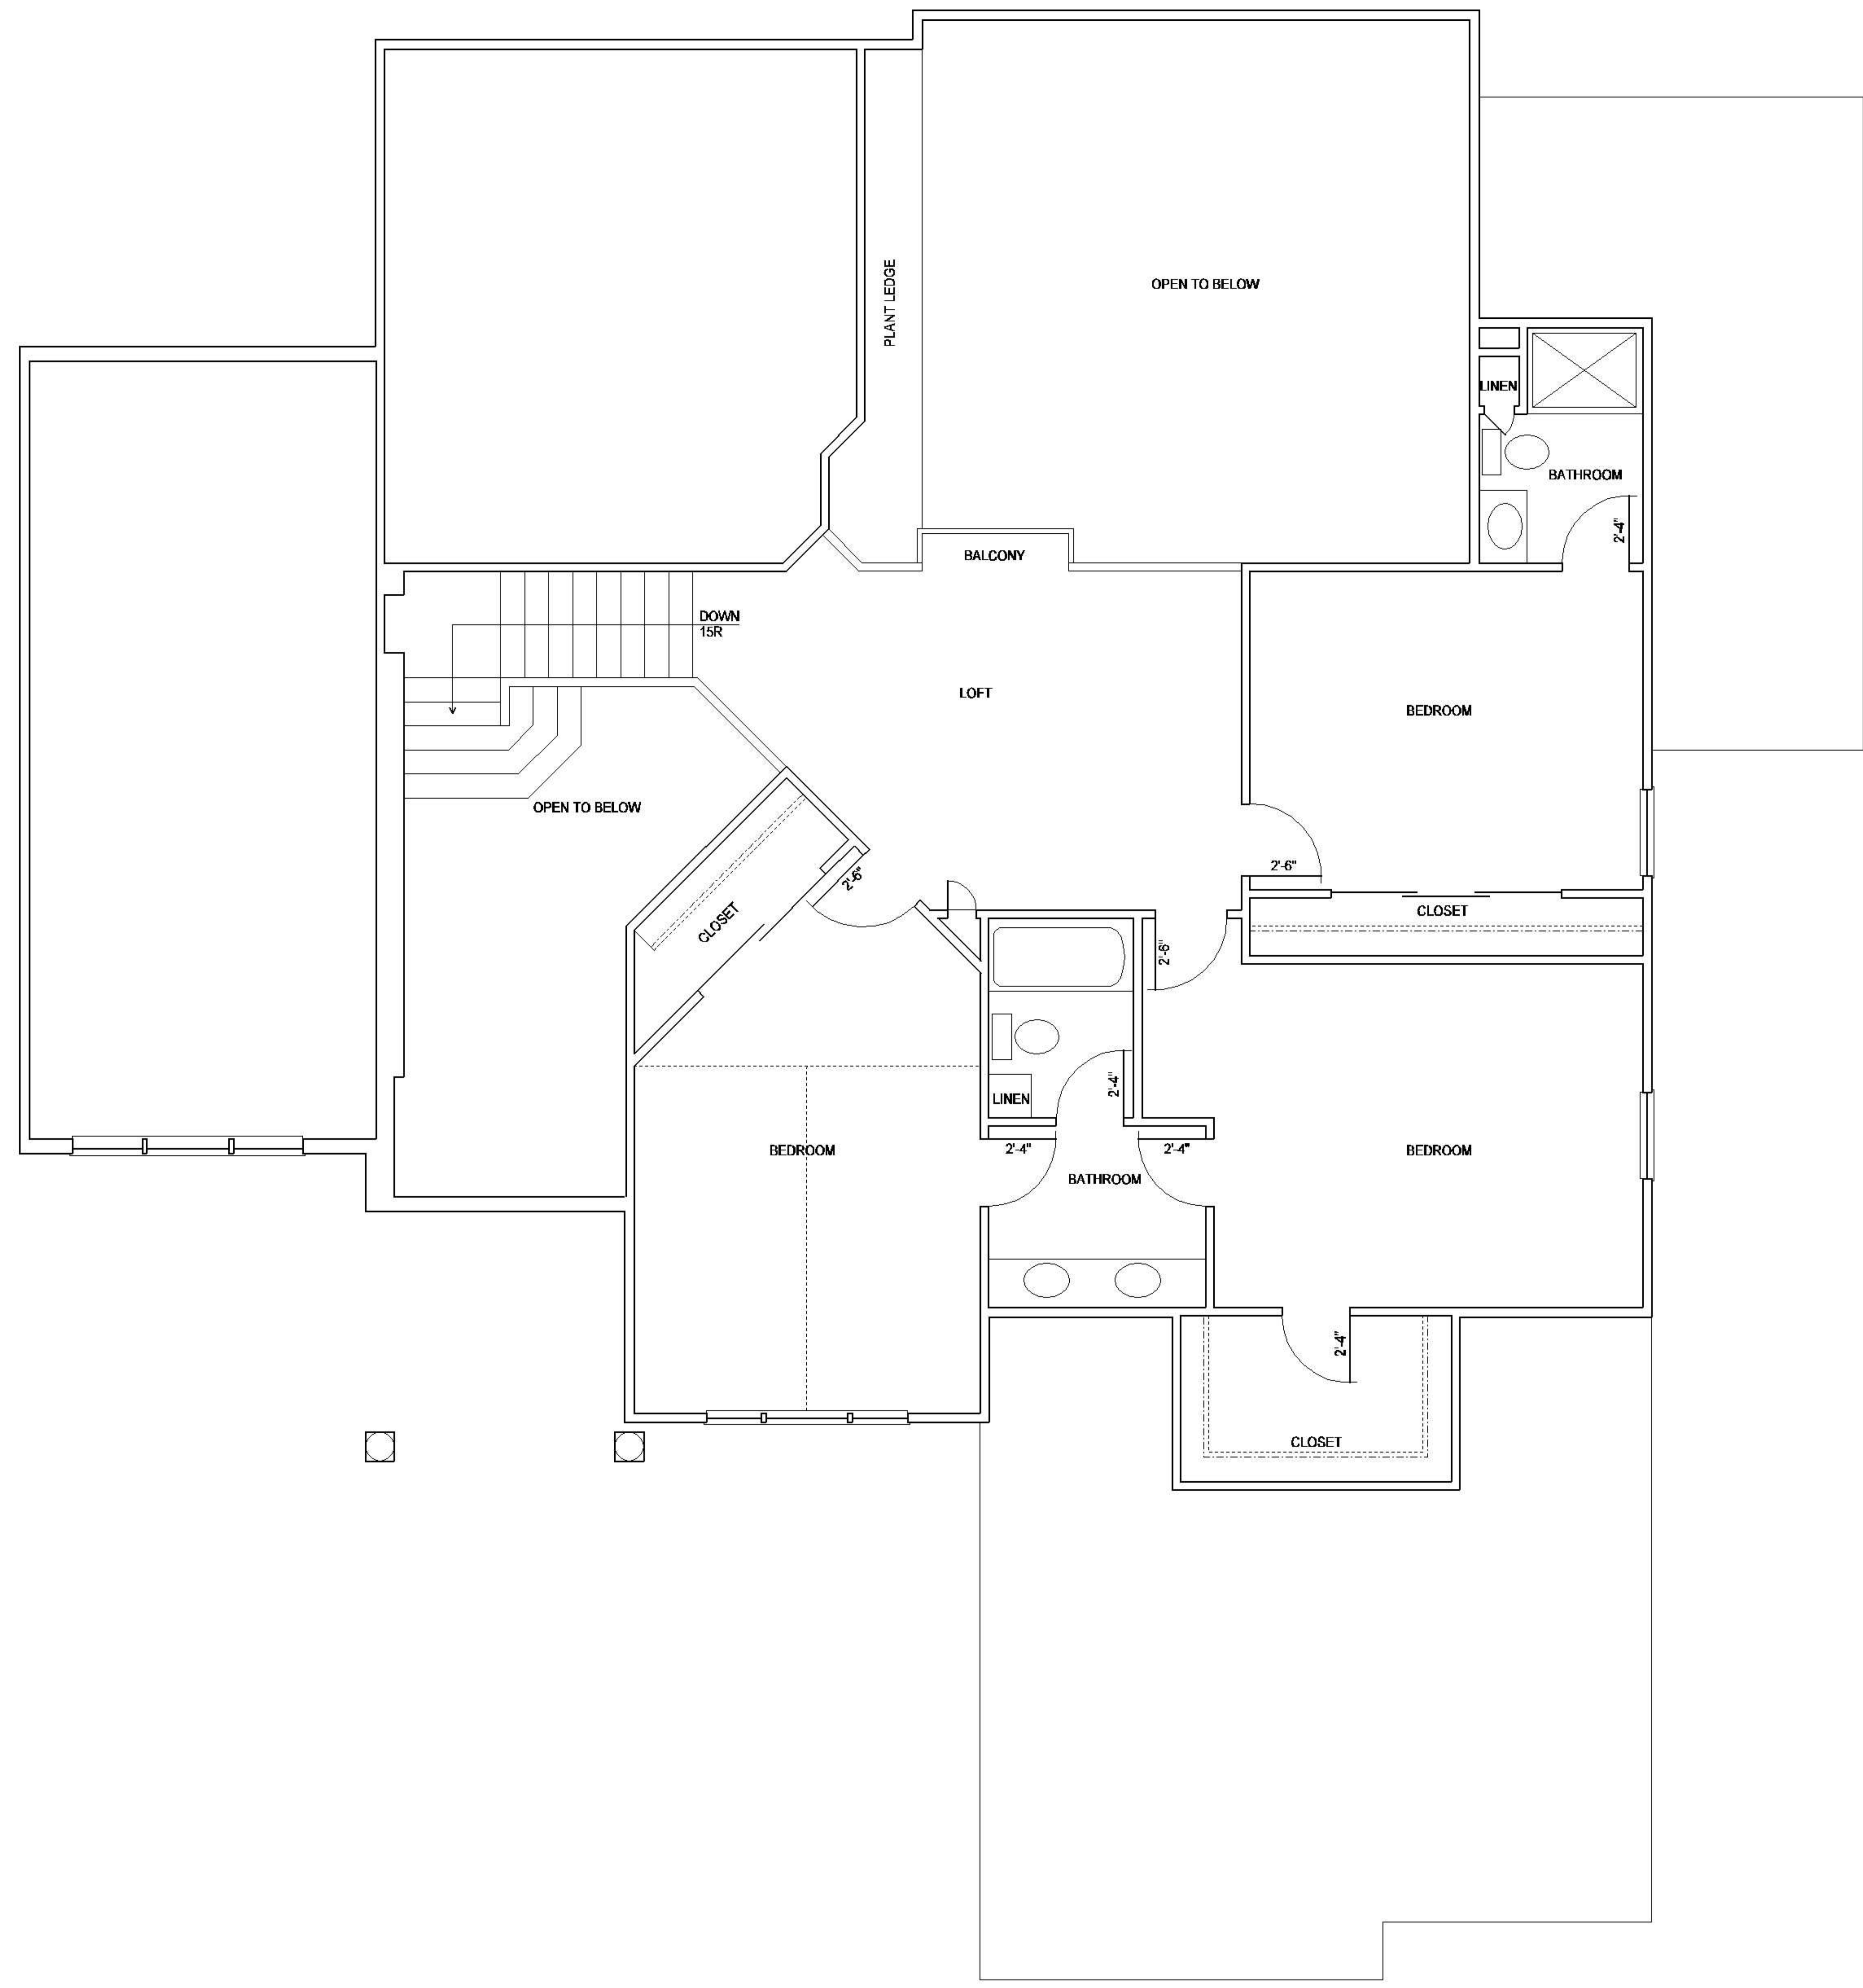 PLANT LEDGE
OPEN TO BELOW
LINEN
BATHROOM
2'-4"
BALCONY
DOWN
15R
LOFT
BEDROOM
OPEN TO BELOW
2'-6"
2'-6"
CLOSET
CLOSET
2'-6"
2'-4"
LINEN
BEDROOM
2'-4"
2'-4"
BEDROOM
BATHROOM
2'-4"
CLOSET